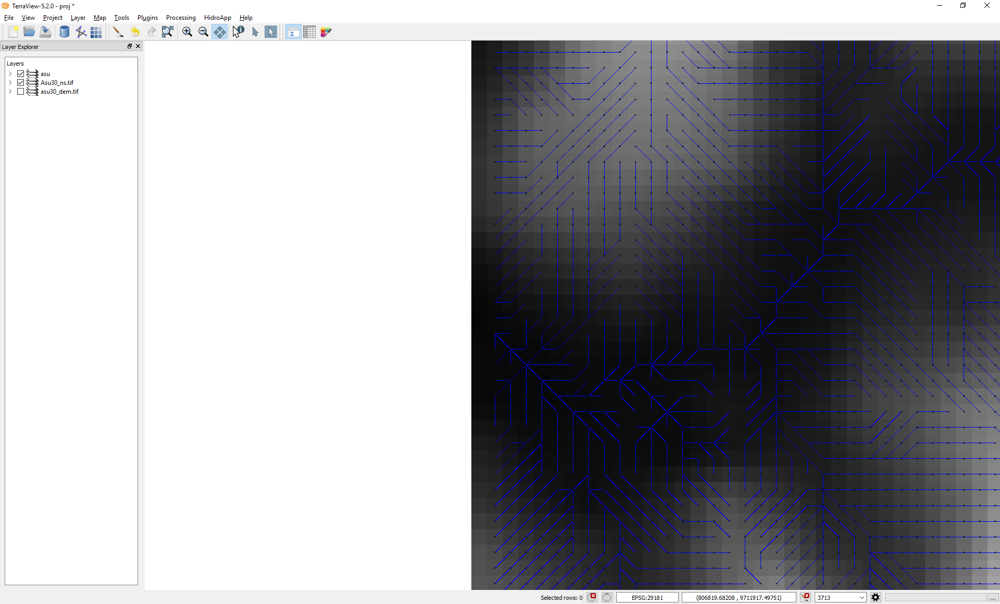 TerraView-5.2.0 - proj *
File View Project Layer Map Tools Plugins Processing HidroApp Help
Layer Explorer
Layers
asu
Asu30_ns.tif
asu30_dem.tif
Selected rows: 0 EPSG:29181 (806819.68208 , 9711917.49751) 3713 ...